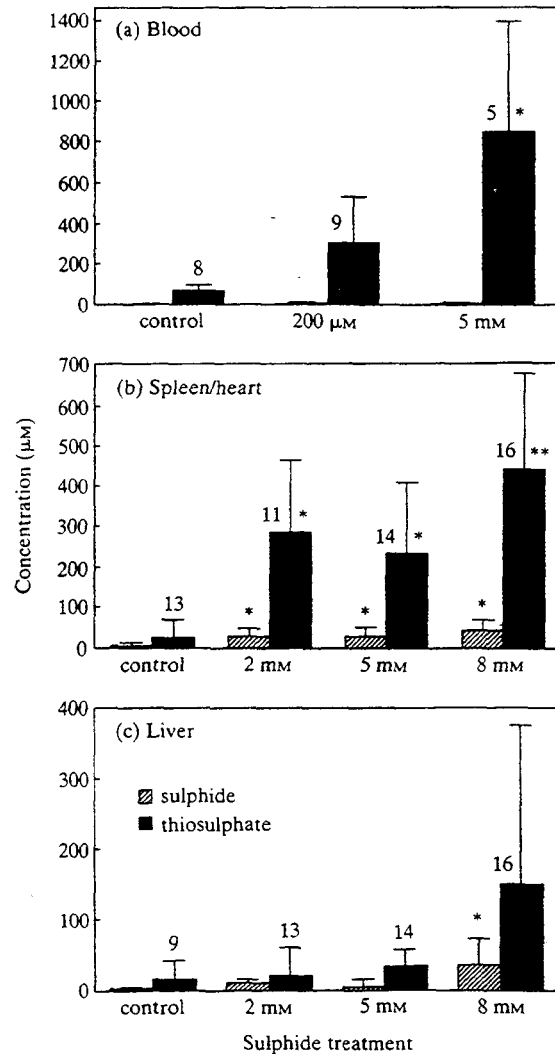 (a) Blood
1400
1200
1000
800
600
400
200
0
8
9
5 *
control 200 µM 5 mM
(b) Spleen/heart
700
600
500
400
300
200
100
0
13
* 11 *
* 14 *
* 16 **
control 2 mM 5 mM 8 mM
Concentration (µM)
(c) Liver
400
300
200
100
0
sulphide
thiosulphate
9
13
14
* 16
control 2 mM 5 mM 8 mM
Sulphide treatment